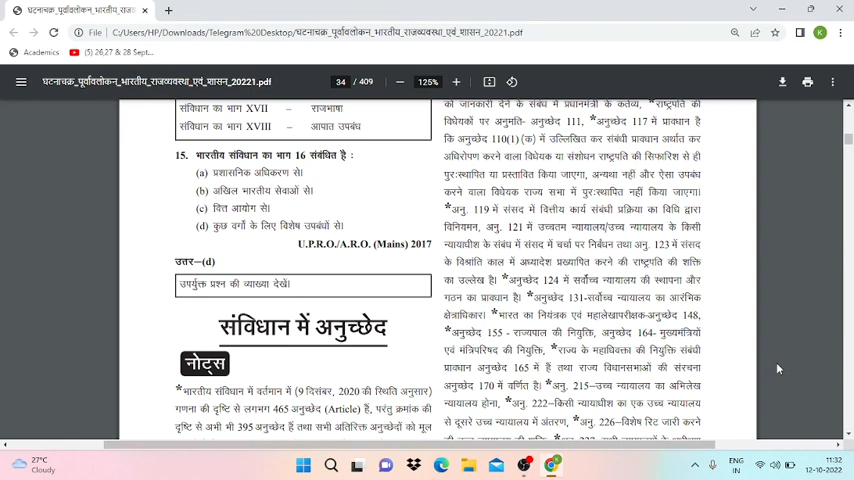 घटनाचक्र_पूर्वावलोकन_भारतीय_राज
File
C:/Users/HP/Downloads/Telegram%20Desktop/घटनाचक्र_पूर्वावलोकन_भारतीय_राजव्यवस्था_एवं_शासन_20221.pdf
K
Academics
(5) 26,27 & 28 Sept...
घटनाचक्र_पूर्वावलोकन_भारतीय_राजव्यवस्था_एवं_शासन_20221.pdf
34 / 409
125%
संविधान का भाग XVII – राजभाषा
संविधान का भाग XVIII – आपात उपबंध
15. भारतीय संविधान का भाग 16 संबंधित है :
(a) प्रशासनिक अधिकरण से।
(b) अखिल भारतीय सेवाओं से।
(c) वित्त आयोग से।
(d) कुछ वर्गों के लिए विशेष उपबंधों से।
U.P.R.O./A.R.O. (Mains) 2017
उत्तर–(d)
उपर्युक्त प्रश्न की व्याख्या देखें।
संविधान में अनुच्छेद
नोट्स
*भारतीय संविधान में वर्तमान में (9 दिसंबर, 2020 की स्थिति अनुसार)
गणना की दृष्टि से लगभग 465 अनुच्छेद (Article) हैं, परंतु क्रमांक की
दृष्टि से अभी भी 395 अनुच्छेद हैं तथा सभी अतिरिक्त अनुच्छेदों को मूल
को जानकारी देने के संबंध में प्रधानमंत्री के कर्तव्य, *राष्ट्रपति की
विधेयकों पर अनुमति- अनुच्छेद 111, *अनुच्छेद 117 में प्रावधान है
कि अनुच्छेद 110(1)(क) में उल्लिखित कर संबंधी प्रावधान अर्थात कर
अधिरोपण करने वाला विधेयक या संशोधन राष्ट्रपति की सिफारिश से ही
पुरःस्थापित या प्रस्तावित किया जाएगा, अन्यथा नहीं और ऐसा उपबंध
करने वाला विधेयक राज्य सभा में पुरःस्थापित नहीं किया जाएगा।
*अनु. 119 में संसद में वित्तीय कार्य संबंधी प्रक्रिया का विधि द्वारा
विनियमन, अनु. 121 में उच्चतम न्यायालय/उच्च न्यायालय के किसी
न्यायाधीश के संबंध में संसद में चर्चा पर निर्बंधन तथा अनु. 123 में संसद
के विश्रांति काल में अध्यादेश प्रख्यापित करने की राष्ट्रपति की शक्ति
का उल्लेख है। *अनुच्छेद 124 में सर्वोच्च न्यायालय की स्थापना और
गठन का प्रावधान है। *अनुच्छेद 131-सर्वोच्च न्यायालय का आरंभिक
क्षेत्राधिकार। *भारत का नियंत्रक एवं महालेखापरीक्षक-अनुच्छेद 148,
*अनुच्छेद 155 - राज्यपाल की नियुक्ति, अनुच्छेद 164- मुख्यमंत्रियों
एवं मंत्रिपरिषद की नियुक्ति, *राज्य के महाधिवक्ता की नियुक्ति संबंधी
प्रावधान अनुच्छेद 165 में हैं तथा राज्य विधानसभाओं की संरचना
अनुच्छेद 170 में वर्णित है। *अनु. 215–उच्च न्यायालय का अभिलेख
न्यायालय होना, *अनु. 222-किसी न्यायाधीश का एक उच्च न्यायालय
से दूसरे उच्च न्यायालय में अंतरण, *अनु. 226-विशेष रिट जारी करने
27°C
Cloudy
ENG
IN
11:32
12-10-2022